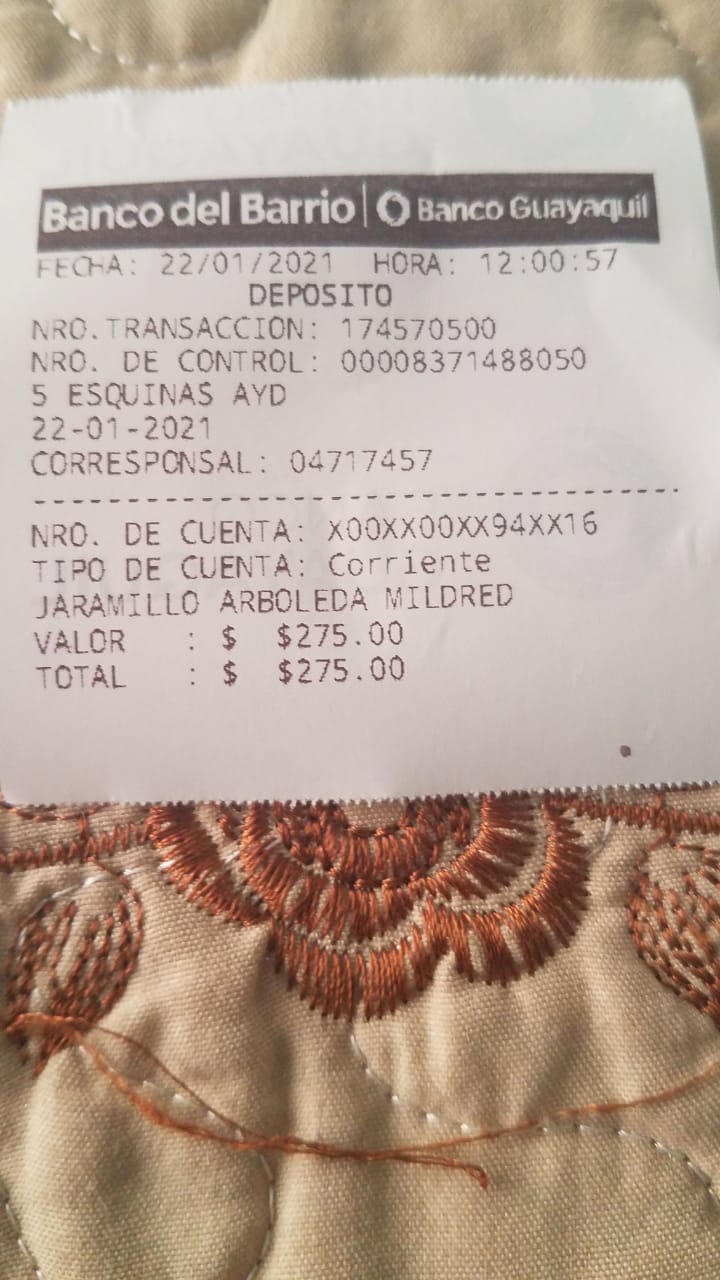 Banco del Barrio | Banco Guayaquil
FECHA: 22/01/2021 HORA: 12:00:57
DEPOSITO
NRO.TRANSACCION: 174570500
NRO. DE CONTROL: 00008371488050
5 ESQUINAS AYD
22-01-2021
CORRESPONSAL: 04717457
NRO. DE CUENTA: X00XX00XX94XX16
TIPO DE CUENTA: Corriente
JARAMILLO ARBOLEDA MILDRED
VALOR : $ $275.00
TOTAL : $ $275.00